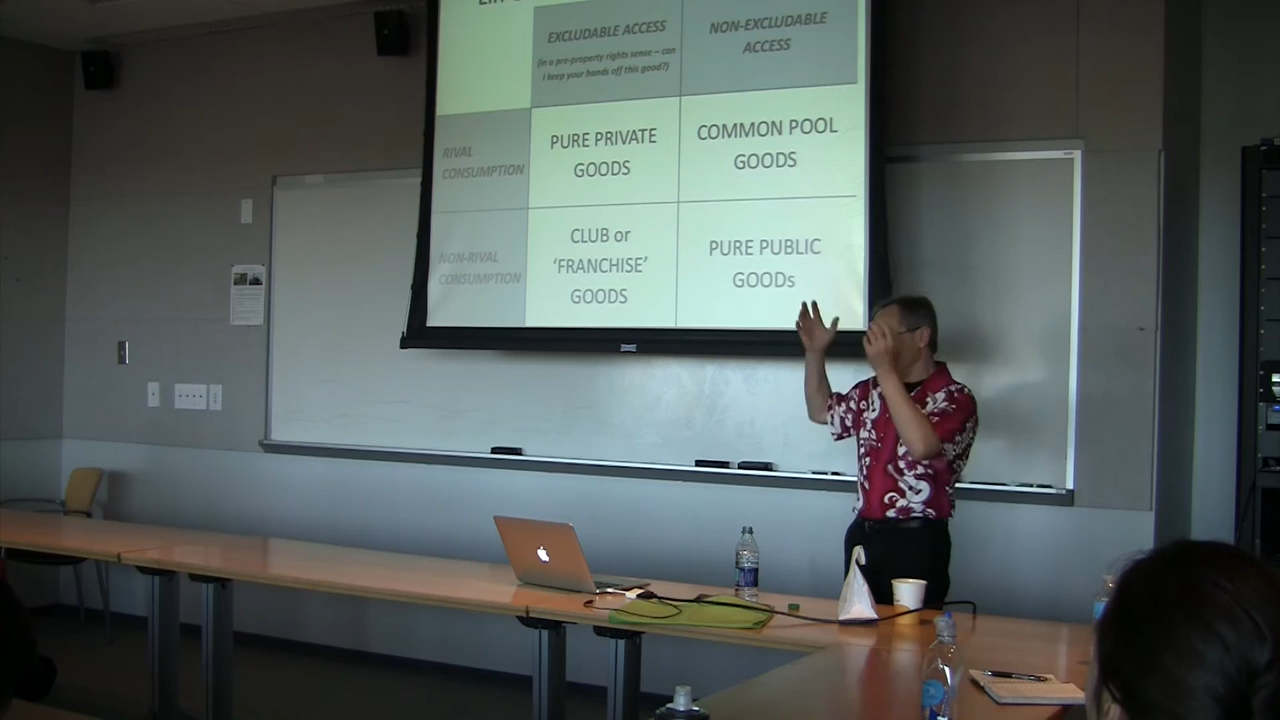 EXCLUDABLE ACCESS
(in a pre-property rights sense – can
I keep your hands off this good?)
NON-EXCLUDABLE
ACCESS
RIVAL
CONSUMPTION
PURE PRIVATE
GOODS
COMMON POOL
GOODS
NON-RIVAL
CONSUMPTION
CLUB or
‘FRANCHISE’
GOODS
PURE PUBLIC
GOODs